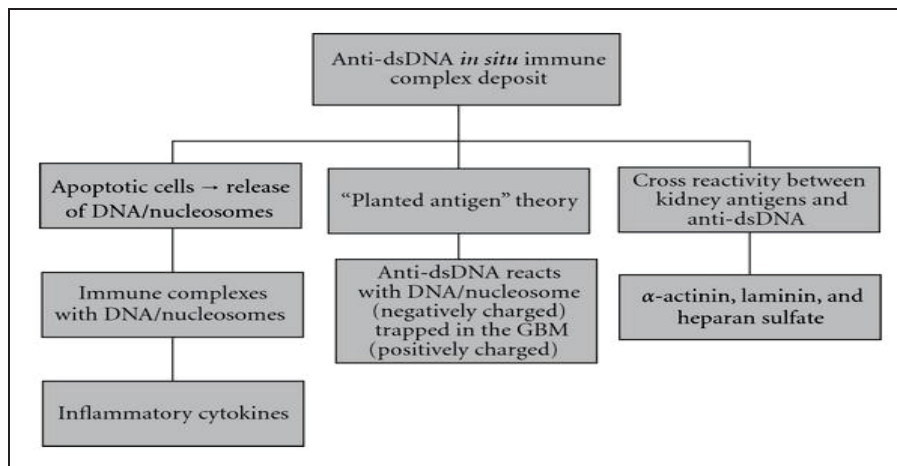 Anti-dsDNA in situ immune
complex deposit
Apoptotic cells → release
of DNA/nucleosomes
Immune complexes
with DNA/nucleosomes
Inflammatory cytokines
“Planted antigen” theory
Anti-dsDNA reacts
with DNA/nucleosome
(negatively charged)
trapped in the GBM
(positively charged)
Cross reactivity between
kidney antigens and
anti-dsDNA
α-actinin, laminin, and
heparan sulfate